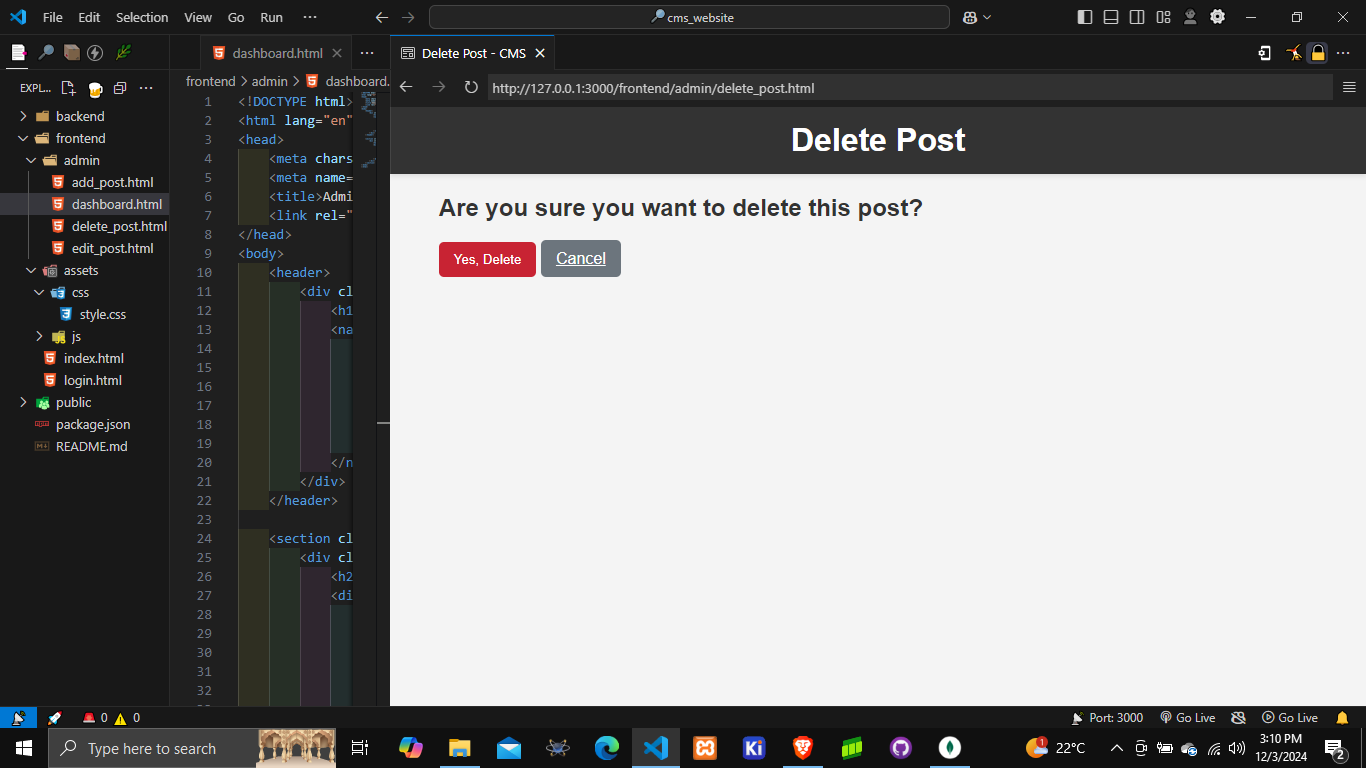 File Edit Selection View Go Run ···
cms_website
dashboard.html
Delete Post - CMS
EXPL...
frontend > admin > dashboard.
http://127.0.0.1:3000/frontend/admin/delete_post.html
backend
frontend
admin
add_post.html
dashboard.html
delete_post.html
edit_post.html
assets
css
style.css
js
index.html
login.html
public
package.json
README.md
1 <!DOCTYPE html>
2 <html lang="en"
3 <head>
4 <meta chars
5 <meta name=
6 <title>Admi
7 <link rel="
8 </head>
9 <body>
10 <header>
11 <div cl
12 <h1
13 <na
14
15
16
17
18
19
20 </n
21 </div>
22 </header>
23
24 <section cl
25 <div cl
26 <h2
27 <di
28
29
30
31
32
Delete Post
Are you sure you want to delete this post?
Yes, Delete Cancel
0 0
Port: 3000 Go Live Go Live
Type here to search
22°C
3:10 PM
12/3/2024